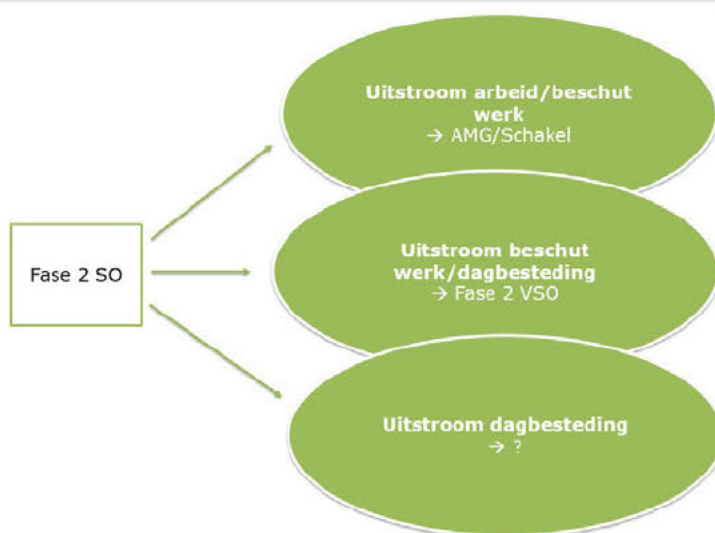 Uitstroom arbeid/beschut
werk
→ AMG/Schakel
Fase 2 SO
Uitstroom beschut
werk/dagbesteding
→ Fase 2 VSO
Uitstroom dagbesteding
→ ?